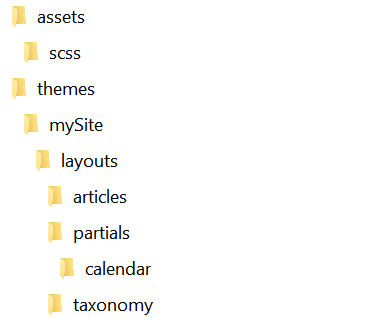 assets
scss
themes
mySite
layouts
articles
partials
calendar
taxonomy